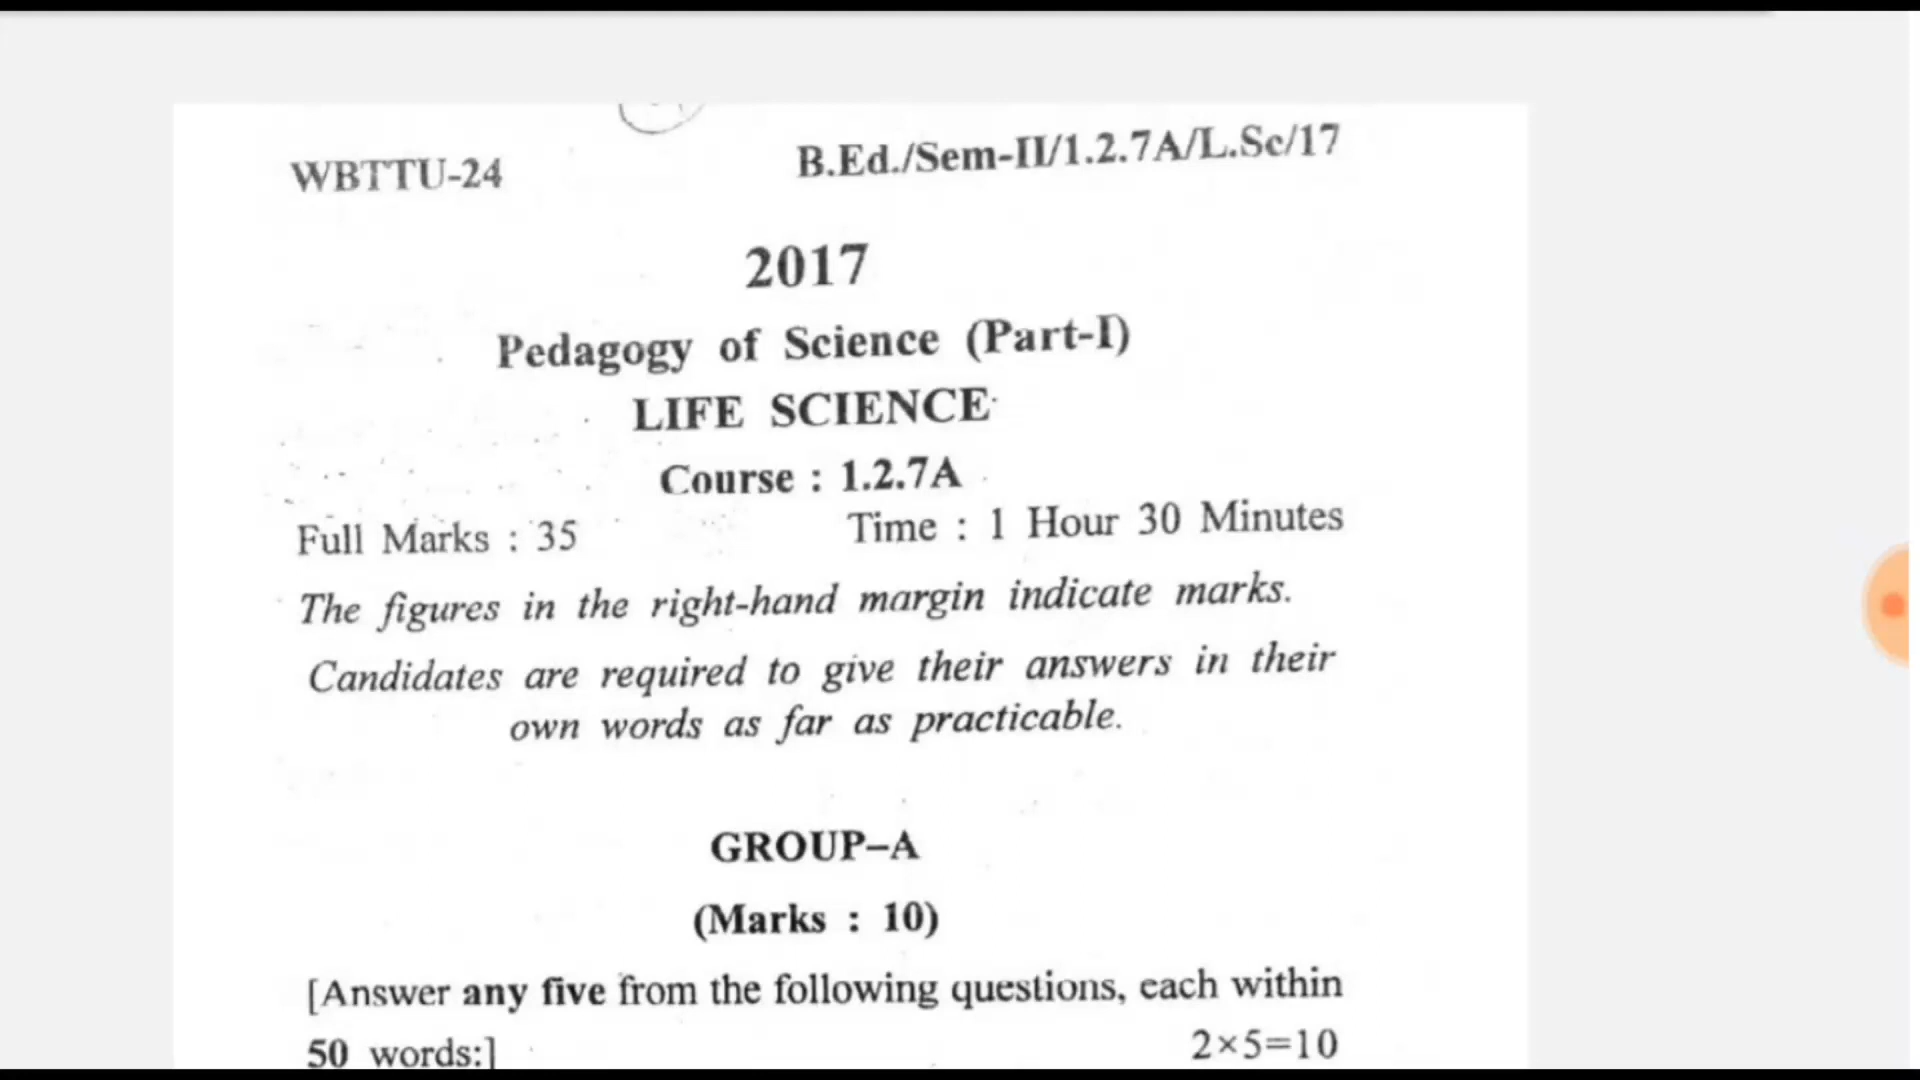 WBTTU-24
B.Ed./Sem-II/1.2.7A/L.Sc/17
2017
Pedagogy of Science (Part-I)
LIFE SCIENCE
Course : 1.2.7A
Full Marks : 35
Time : 1 Hour 30 Minutes
The figures in the right-hand margin indicate marks.
Candidates are required to give their answers in their
own words as far as practicable.
GROUP–A
(Marks : 10)
[Answer any five from the following questions, each within
50 words:]
2×5=10